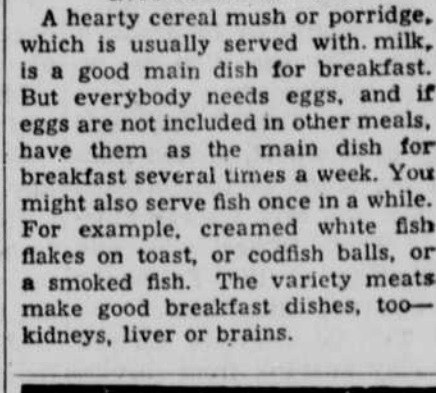 A hearty cereal mush or porridge,
which is usually served with. milk,
is a good main dish for breakfast.
But everybody needs eggs, and if
eggs are not included in other meals,
have them as the main dish for
breakfast several times a week. You
might also serve fish once in a while.
For example, creamed white fish
flakes on toast, or codfish balls, or
a smoked fish. The variety meats
make good breakfast dishes, too—
kidneys, liver or brains.